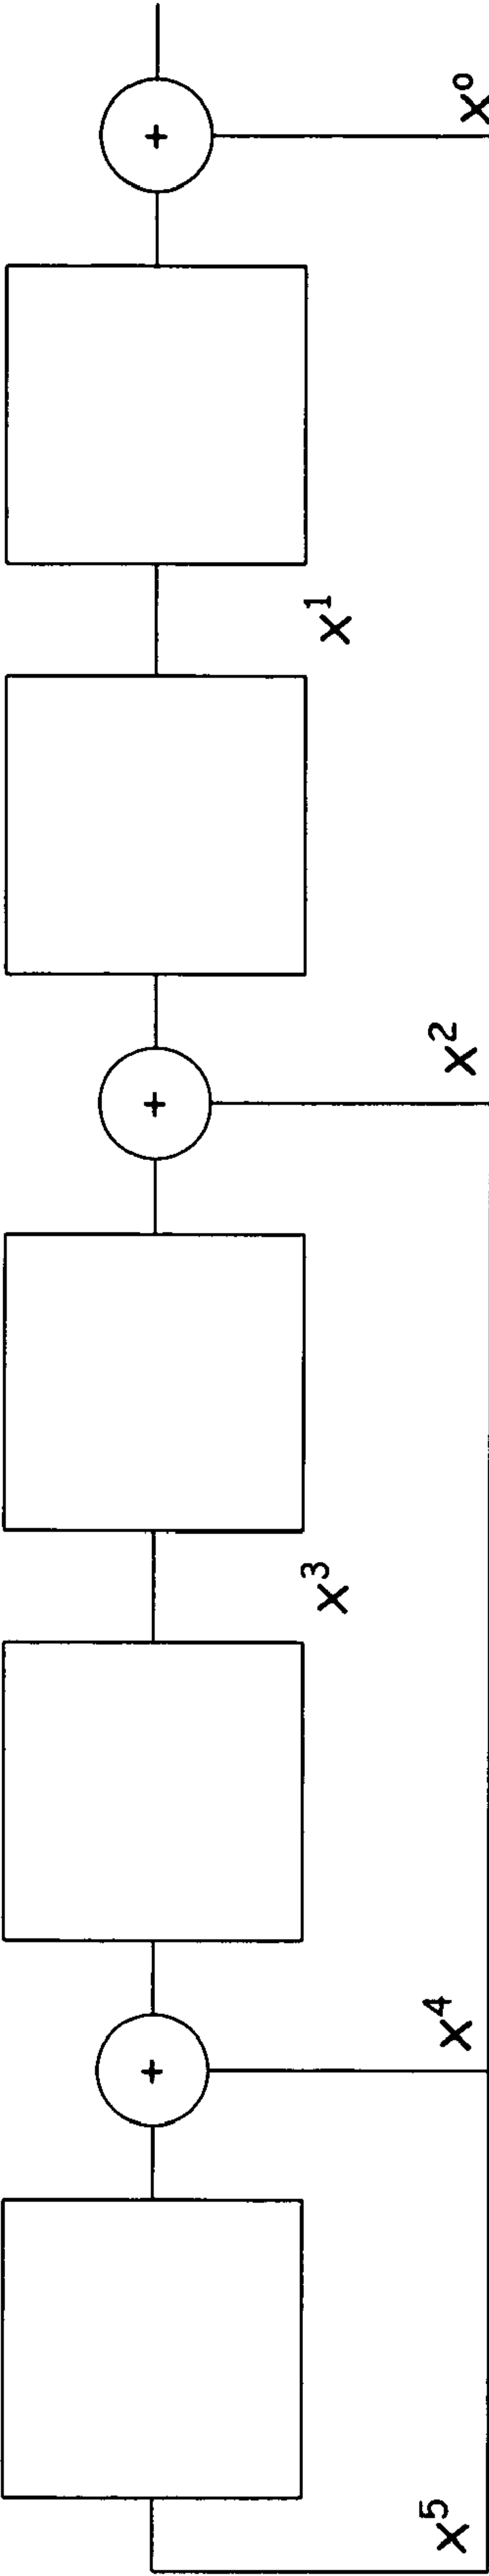 +
X⁰
X¹
+
X²
X³
+
X⁴
X⁵